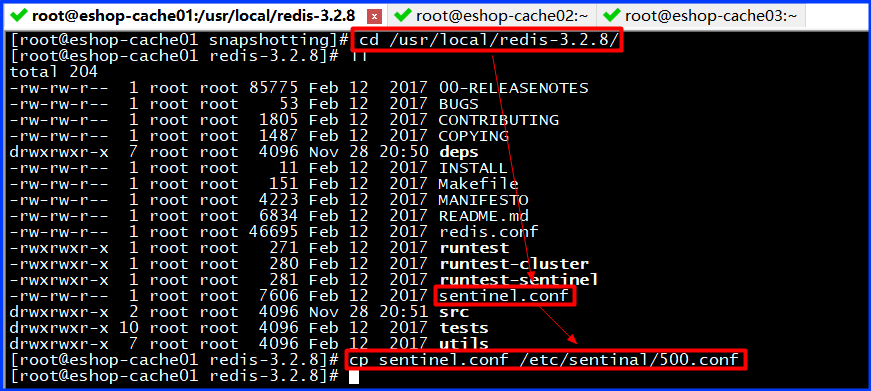 root@eshop-cache01:/usr/local/redis-3.2.8 x root@eshop-cache02:~ root@eshop-cache03:~
[root@eshop-cache01 snapshotting]# cd /usr/local/redis-3.2.8/
[root@eshop-cache01 redis-3.2.8]# ll
total 204
-rw-rw-r-- 1 root root 85775 Feb 12 2017 00-RELEASENOTES
-rw-rw-r-- 1 root root 53 Feb 12 2017 BUGS
-rw-rw-r-- 1 root root 1805 Feb 12 2017 CONTRIBUTING
-rw-rw-r-- 1 root root 1487 Feb 12 2017 COPYING
drwxrwxr-x 7 root root 4096 Nov 28 20:50 deps
-rw-rw-r-- 1 root root 11 Feb 12 2017 INSTALL
-rw-rw-r-- 1 root root 151 Feb 12 2017 Makefile
-rw-rw-r-- 1 root root 4223 Feb 12 2017 MANIFESTO
-rw-rw-r-- 1 root root 6834 Feb 12 2017 README.md
-rw-rw-r-- 1 root root 46695 Feb 12 2017 redis.conf
-rwxrwxr-x 1 root root 271 Feb 12 2017 runtest
-rwxrwxr-x 1 root root 280 Feb 12 2017 runtest-cluster
-rwxrwxr-x 1 root root 281 Feb 12 2017 runtest-sentinel
-rw-rw-r-- 1 root root 7606 Feb 12 2017 sentinel.conf
drwxrwxr-x 2 root root 4096 Nov 28 20:51 src
drwxrwxr-x 10 root root 4096 Feb 12 2017 tests
drwxrwxr-x 7 root root 4096 Feb 12 2017 utils
[root@eshop-cache01 redis-3.2.8]# cp sentinel.conf /etc/sentinal/500.conf
[root@eshop-cache01 redis-3.2.8]#